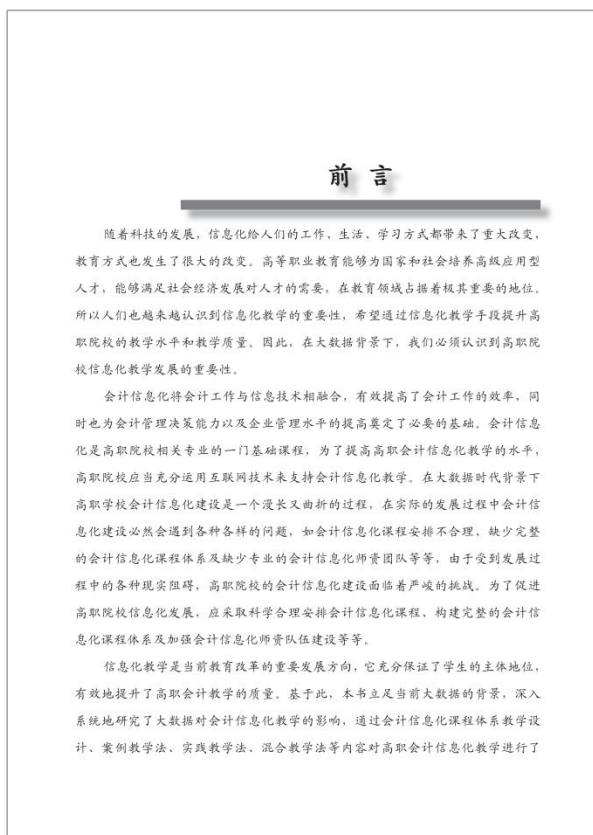 前 言
随着科技的发展，信息化给人们的工作、生活、学习方式都带来了重大改变，
教育方式也发生了很大的改变。高等职业教育能够为国家和社会培养高级应用型
人才，能够满足社会经济发展对人才的需要，在教育领域占据着极其重要的地位。
所以人们也越来越认识到信息化教学的重要性，希望通过信息化教学手段提升高
职院校的教学水平和教学质量。因此，在大数据背景下，我们必须认识到高职院
校信息化教学发展的重要性。
会计信息化将会计工作与信息技术相融合，有效提高了会计工作的效率，同
时也为会计管理决策能力以及企业管理水平的提高奠定了必要的基础。会计信息
化是高职院校相关专业的一门基础课程，为了提高高职会计信息化教学的水平，
高职院校应当充分运用互联网技术来支持会计信息化教学。在大数据时代背景下
高职学校会计信息化建设是一个漫长又曲折的过程，在实际的发展过程中会计信
息化建设必然会遇到各种各样的问题，如会计信息化课程安排不合理、缺少完整
的会计信息化课程体系及缺少专业的会计信息化师资团队等等，由于受到发展过
程中的各种现实阻碍，高职院校的会计信息化建设面临着严峻的挑战。为了促进
高职院校信息化发展，应采取科学合理安排会计信息化课程、构建完整的会计信
息化课程体系及加强会计信息化师资队伍建设等等。
信息化教学是当前教育改革的重要发展方向，它充分保证了学生的主体地位，
有效地提升了高职会计教学的质量。基于此，本书立足当前大数据的背景，深入
系统地研究了大数据对会计信息化教学的影响，通过会计信息化课程体系教学设
计、案例教学法、实践教学法、混合教学法等内容对高职会计信息化教学进行了